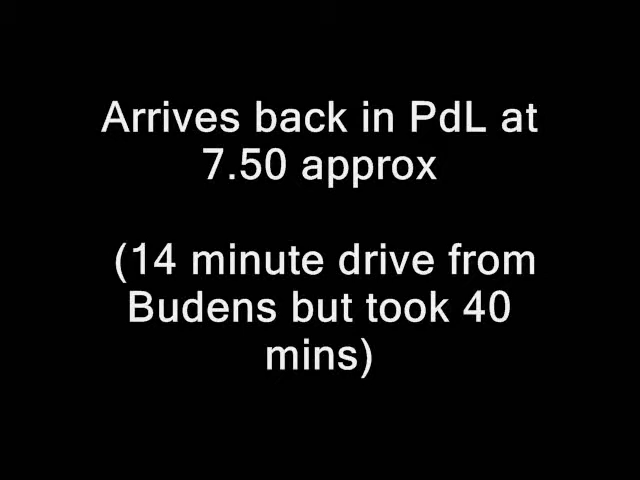 Arrives back in PdL at
7.50 approx
(14 minute drive from
Budens but took 40
mins)